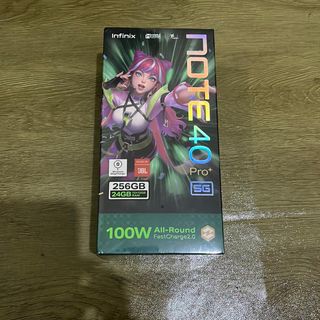 Infinix
NOTE 40
Pro+
5G
JBL
256GB
24GB
100W All-Round
FastCharge2.0